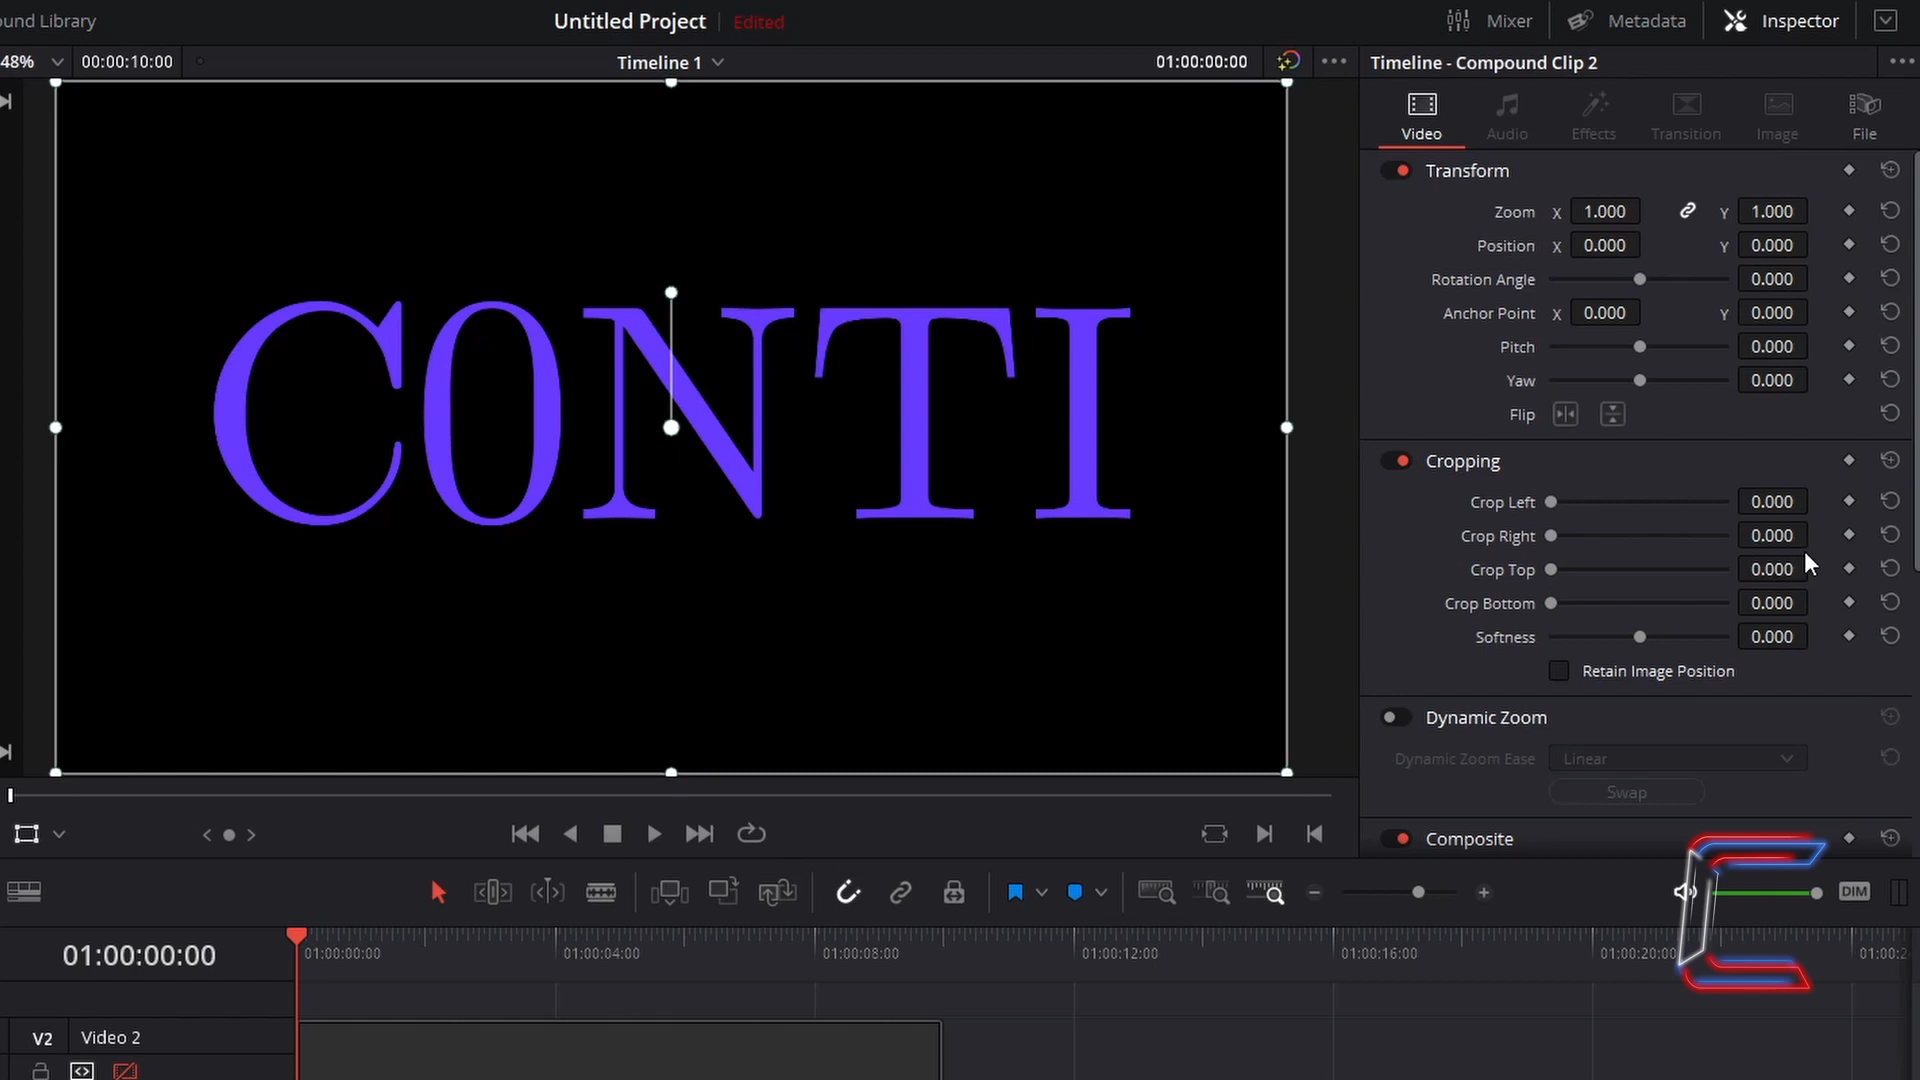 ound Library
Untitled Project Edited
Mixer Metadata Inspector
48% 00:00:10:00 Timeline 1 01:00:00:00
Timeline - Compound Clip 2
Video Audio Effects Transition Image File
C0NTI
Transform
Zoom X 1.000 Y 1.000
Position X 0.000 Y 0.000
Rotation Angle 0.000
Anchor Point X 0.000 Y 0.000
Pitch 0.000
Yaw 0.000
Flip
Cropping
Crop Left 0.000
Crop Right 0.000
Crop Top 0.000
Crop Bottom 0.000
Softness 0.000
Retain Image Position
Dynamic Zoom
Dynamic Zoom Ease Linear
Swap
Composite
DIM
01:00:00:00
01:00:00:00 01:00:04:00 01:00:08:00 01:00:12:00 01:00:16:00 01:00:20:00 01:00:2
V2 Video 2